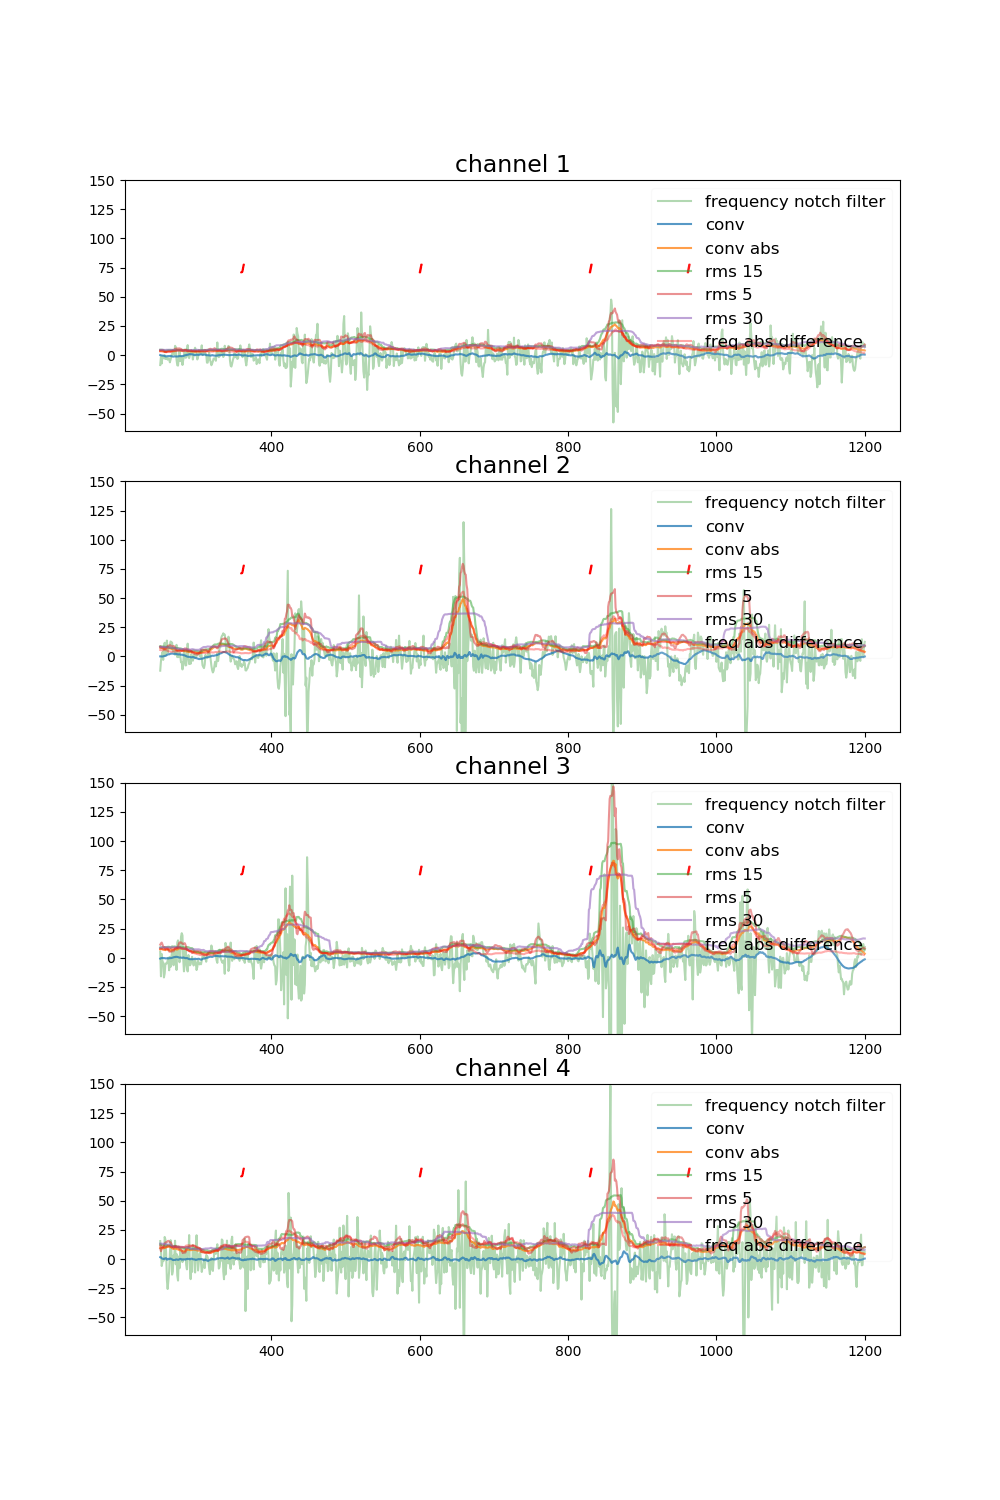 channel 1
150
125
100
75
50
25
0
−25
−50
frequency notch filter
conv
conv abs
rms 15
rms 5
rms 30
freq abs difference
400 600 800 1000 1200
channel 2
150
125
100
75
50
25
0
−25
−50
frequency notch filter
conv
conv abs
rms 15
rms 5
rms 30
freq abs difference
400 600 800 1000 1200
channel 3
150
125
100
75
50
25
0
−25
−50
frequency notch filter
conv
conv abs
rms 15
rms 5
rms 30
freq abs difference
400 600 800 1000 1200
channel 4
150
125
100
75
50
25
0
−25
−50
frequency notch filter
conv
conv abs
rms 15
rms 5
rms 30
freq abs difference
400 600 800 1000 1200